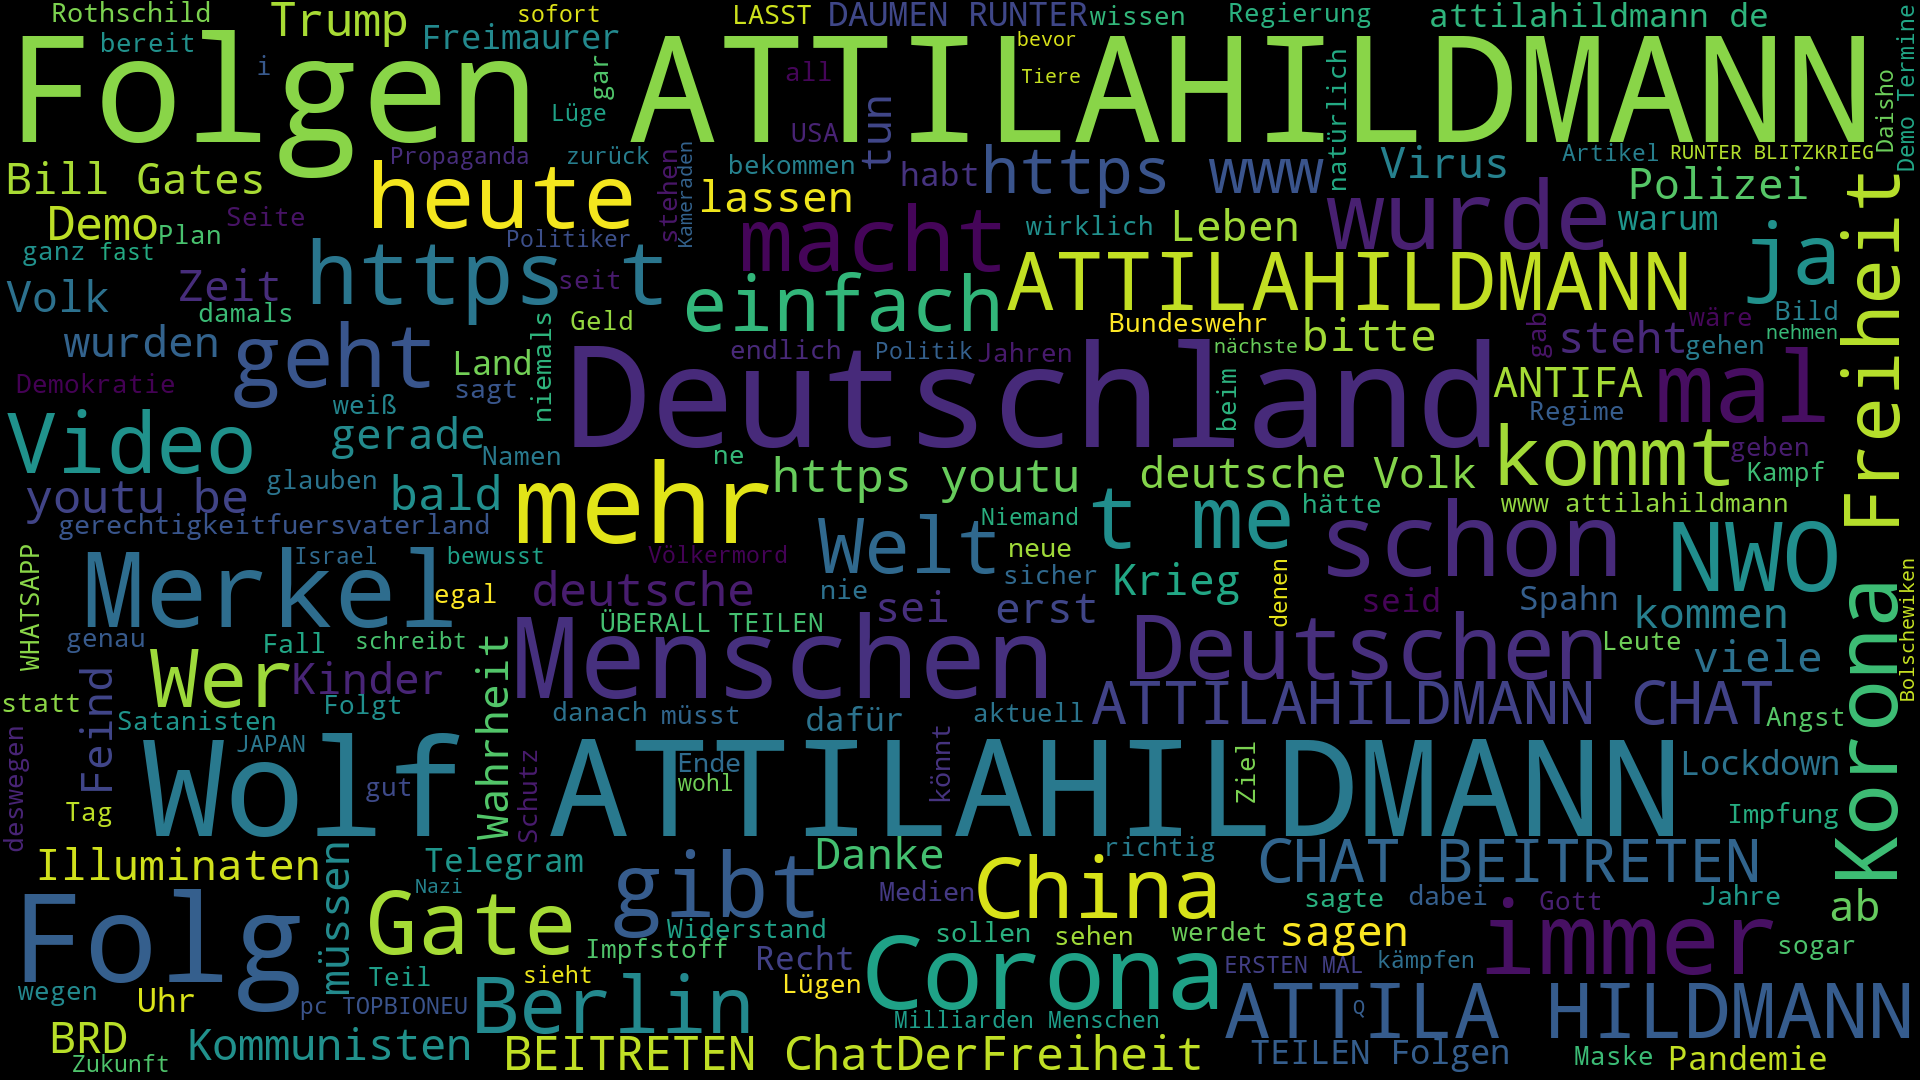 Rothschild
Trump
sofort
LASST
DAUMEN RUNTER
wissen
Regierung
attilahildmann de
bereit
Freimaurer
bevor
Folgen ATTILAHILDMANN
i
gar
all
Tiere
Lüge
USA
tun
natürlich
Daisho
Demo Termine
Propaganda
zurück
bekommen
habt
https www
Virus
Artikel
RUNTER BLITZKRIEG
Bill Gates
heute
stehen
Kameraden
lassen
Polizei
Demo
Seite
Plan
Politiker
macht
wirklich
Leben
wurde
warum
ja
Freiheit
ganz
fast
Volk
Zeit
https t
seit
einfach
ATTILAHILDMANN
damals
Geld
niemals
Bundeswehr
bitte
gab
steht
wäre
Bild
nehmen
wurden
geht
Land
endlich
Politik
Jahren
nächste
gehen
Demokratie
sagt
Deutschland
beim
ANTIFA
mal
weiß
Regime
Video
gerade
Namen
ne
kommt
geben
glauben
https youtu
deutsche Volk
Kampf
youtu be
bald
mehr
t me
hätte
www attilahildmann
gerechtigkeitfuersvaterland
Welt
Niemand
schon
NWO
WHATSAPP
Merkel
Israel
bewusst
Völkermord
neue
sicher
Krieg
denen
Bolschewiken
egal
deutsche
nie
sei
erst
seid
Spahn
kommen
Korona
genau
Fall
schreibt
ÜBERALL TEILEN
Menschen
Deutschen
Leute
viele
Wahrheit
Wer
Kinder
Feind
statt
Folgt
ATTILAHILDMANN CHAT
Satanisten
danach
müsst
dafür
aktuell
Angst
deswegen
JAPAN
Wolf ATTILAHILDMANN
Schutz
Ende
könnt
Ziel
Lockdown
gut
wohl
Tag
Impfung
Illuminaten
müssen
Telegram
gibt
Danke
richtig
CHAT BEITRETEN
Nazi
Medien
China
sagte
dabei
Gott
Jahre
ab
Folg
Gate
Widerstand
sollen
sehen
werdet
sagen
immer
sogar
Impfstoff
Recht
Corona
ERSTEN MAL
kämpfen
wegen
Teil
sieht
Lügen
Uhr
pc TOPBIONEU
Berlin
ATTILA HILDMANN
Q
BRD
Milliarden Menschen
Kommunisten
BEITRETEN ChatDerFreiheit
TEILEN Folgen
Maske
Pandemie
Zukunft